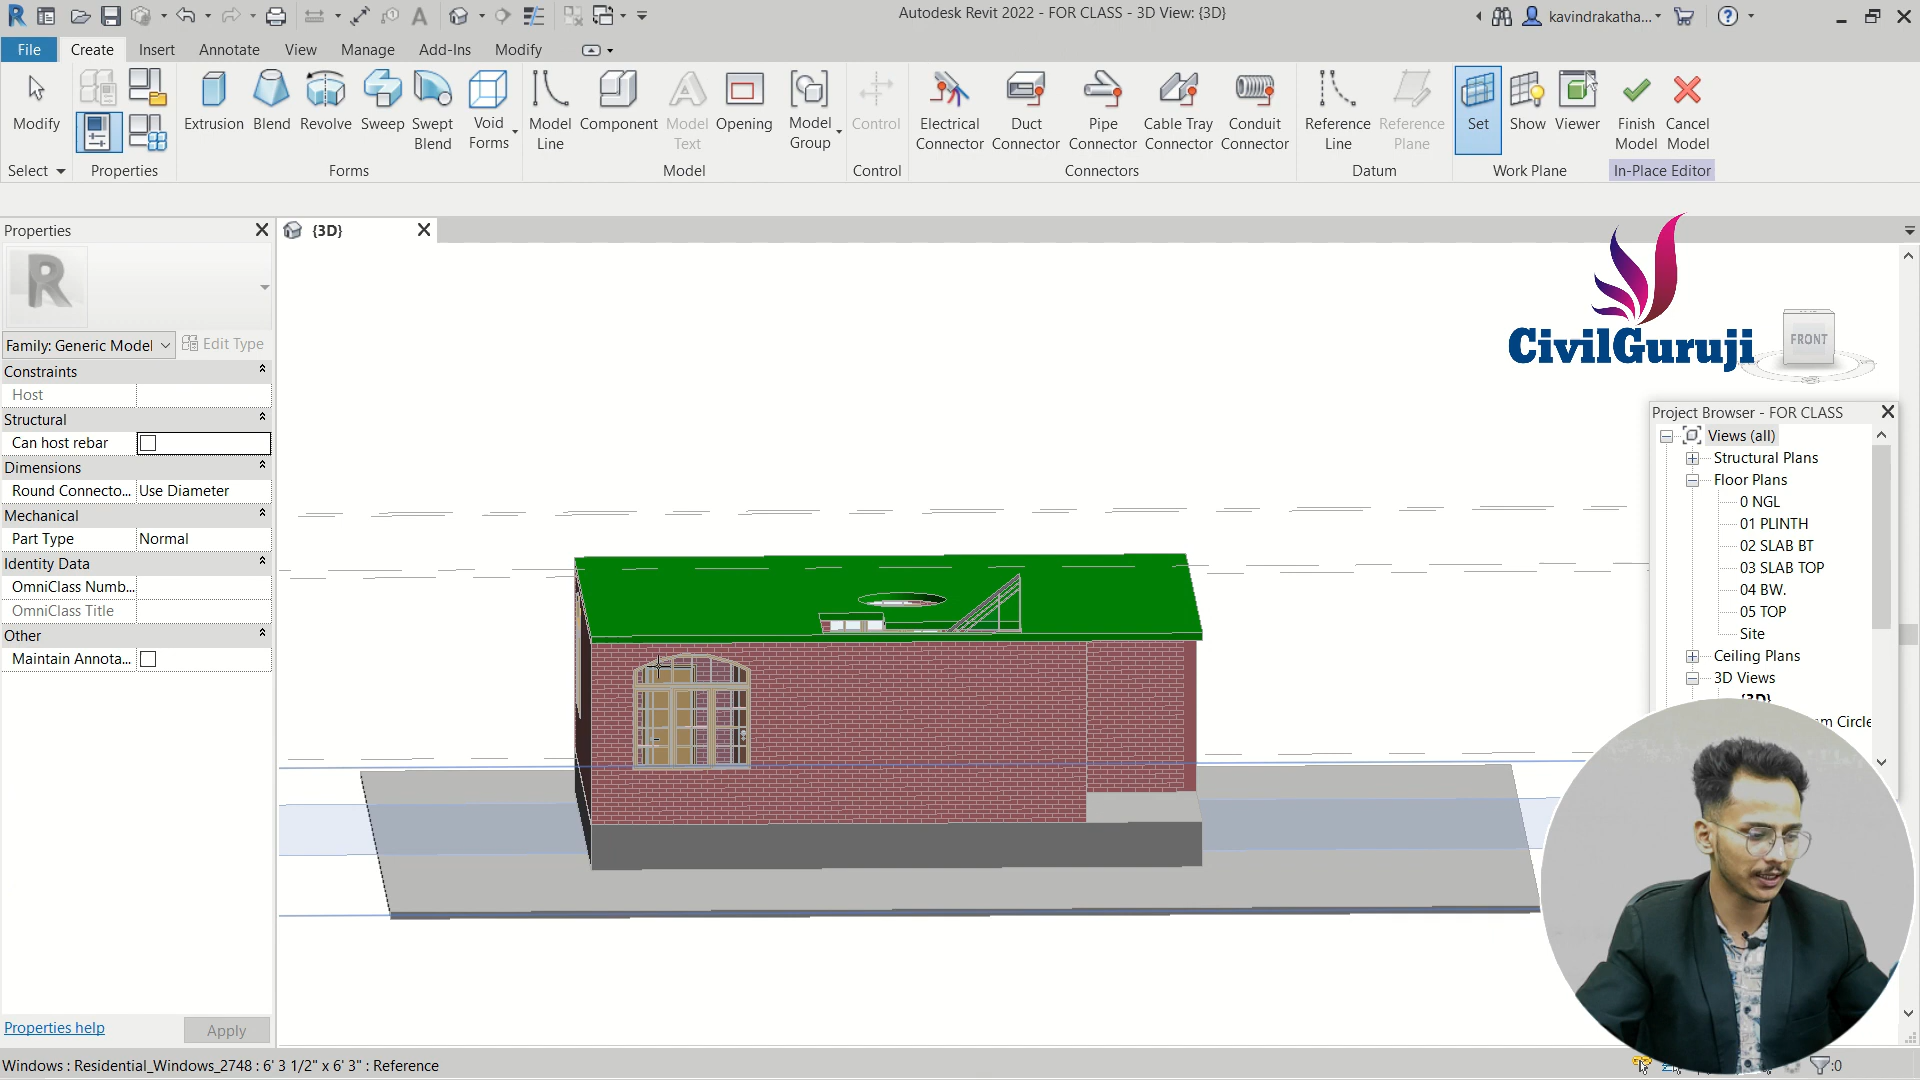 Autodesk Revit 2022 - FOR CLASS - 3D View: {3D}
kavindrakatha...
File
Create
Insert
Annotate
View
Manage
Add-Ins
Modify
Modify
Extrusion
Blend
Revolve
Sweep
Swept Blend
Void Forms
Model Line
Component
Model Text
Opening
Model Group
Control
Electrical Connector
Duct Connector
Pipe Connector
Cable Tray Connector
Conduit Connector
Reference Line
Reference Plane
Set
Show
Viewer
Finish Model
Cancel Model
Select
Properties
Forms
Model
Control
Connectors
Datum
Work Plane
In-Place Editor
Properties
{3D}
R
Family: Generic Model
Edit Type
Constraints
Host
Structural
Can host rebar
Dimensions
Round Connecto... Use Diameter
Mechanical
Part Type Normal
Identity Data
OmniClass Numb...
OmniClass Title
Other
Maintain Annota...
Properties help
Apply
CivilGuruji
FRONT
Project Browser - FOR CLASS
Views (all)
Structural Plans
Floor Plans
0 NGL
01 PLINTH
02 SLAB BT
03 SLAB TOP
04 BW.
05 TOP
Site
Ceiling Plans
3D Views
{3D}
m Circle
Windows : Residential_Windows_2748 : 6' 3 1/2" x 6' 3" : Reference
:0